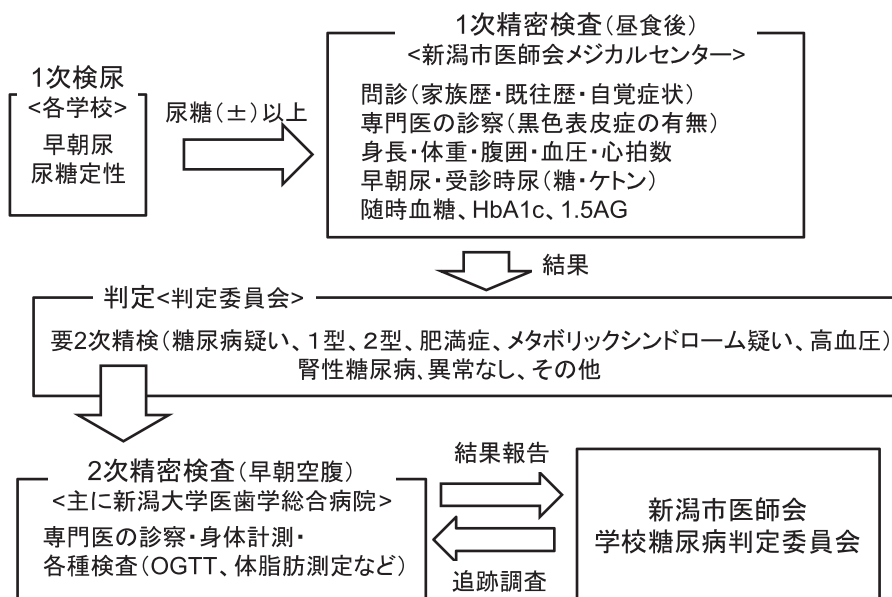 1次検尿
<各学校>
早朝尿
尿糖定性
尿糖(±)以上
1次精密検査(昼食後)
<新潟市医師会メジカルセンター>
問診(家族歴・既往歴・自覚症状)
専門医の診察(黒色表皮症の有無)
身長・体重・腹囲・血圧・心拍数
早朝尿・受診時尿(糖・ケトン)
随時血糖、HbA1c、1.5AG
結果
判定<判定委員会>
要2次精検(糖尿病疑い、1型、2型、肥満症、メタボリックシンドローム疑い、高血圧)
腎性糖尿病、異常なし、その他
2次精密検査(早朝空腹)
<主に新潟大学医歯学総合病院>
専門医の診察・身体計測・
各種検査(OGTT、体脂肪測定など)
結果報告
追跡調査
新潟市医師会
学校糖尿病判定委員会